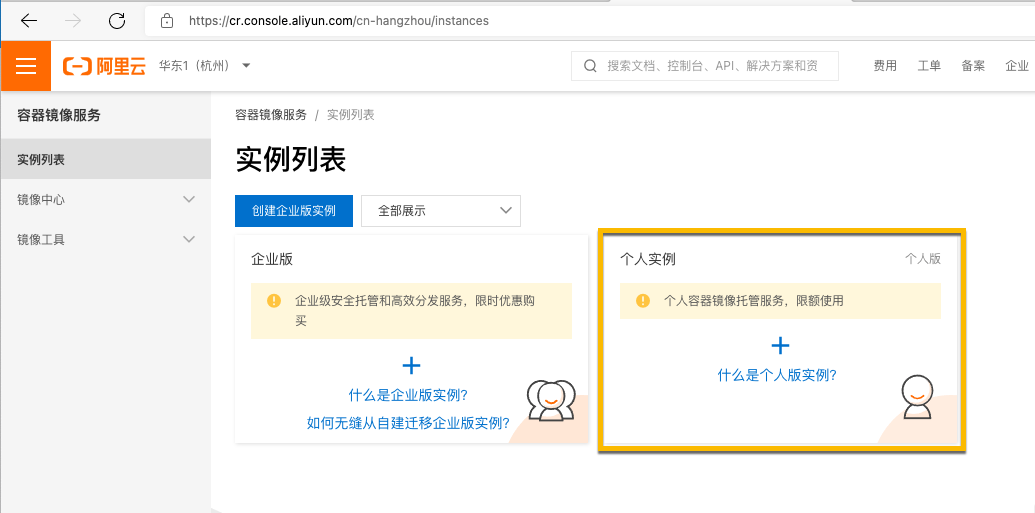 https://cr.console.aliyun.com/cn-hangzhou/instances
阿里云 华东1（杭州） 搜索文档、控制台、API、解决方案和资 费用 工单 备案 企业
容器镜像服务
实例列表
镜像中心
镜像工具
容器镜像服务 / 实例列表
实例列表
创建企业版实例 全部展示
企业版
企业级安全托管和高效分发服务，限时优惠购
买
什么是企业版实例?
如何无缝从自建迁移企业版实例?
个人实例 个人版
个人容器镜像托管服务，限额使用
什么是个人版实例?